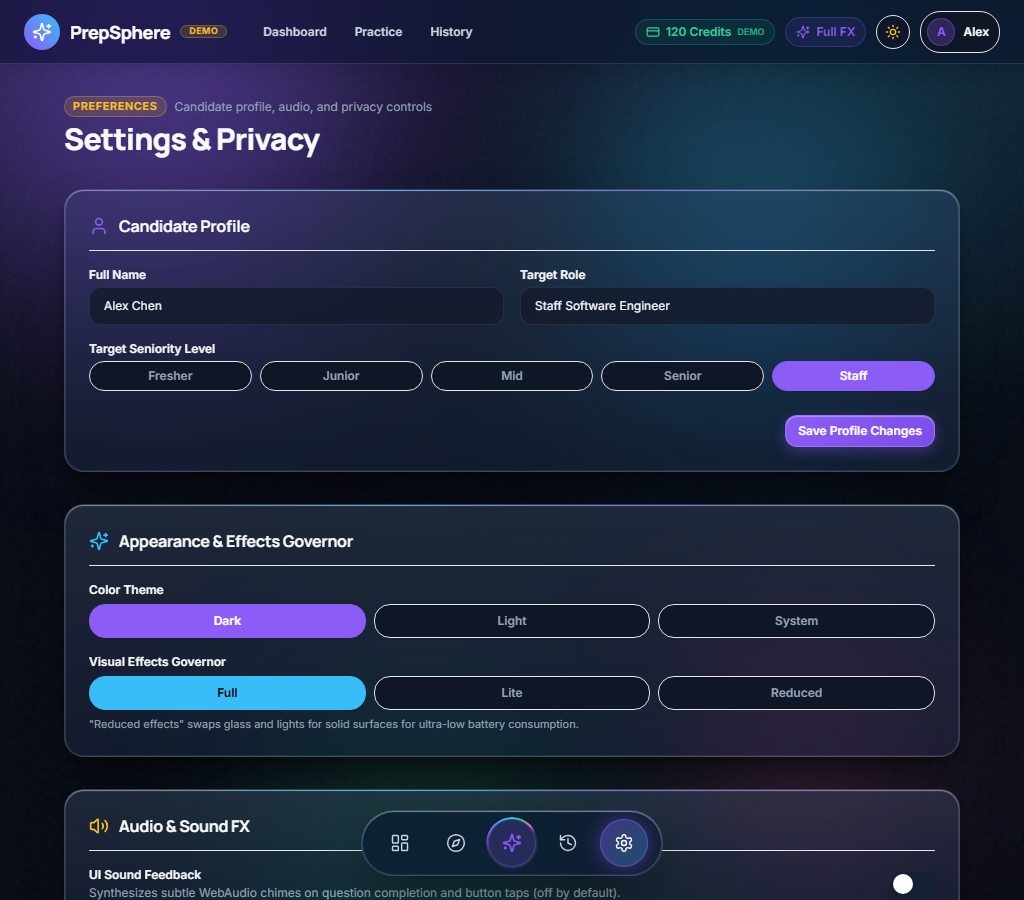 PrepSphere DEMO Dashboard Practice History 120 Credits DEMO Full FX A Alex
PREFERENCES Candidate profile, audio, and privacy controls
Settings & Privacy
Candidate Profile
Full Name Target Role
Alex Chen Staff Software Engineer
Target Seniority Level
Fresher Junior Mid Senior Staff
Save Profile Changes
Appearance & Effects Governor
Color Theme
Dark Light System
Visual Effects Governor
Full Lite Reduced
"Reduced effects" swaps glass and lights for solid surfaces for ultra-low battery consumption.
Audio & Sound FX
UI Sound Feedback
Synthesizes subtle WebAudio chimes on question completion and button taps (off by default).